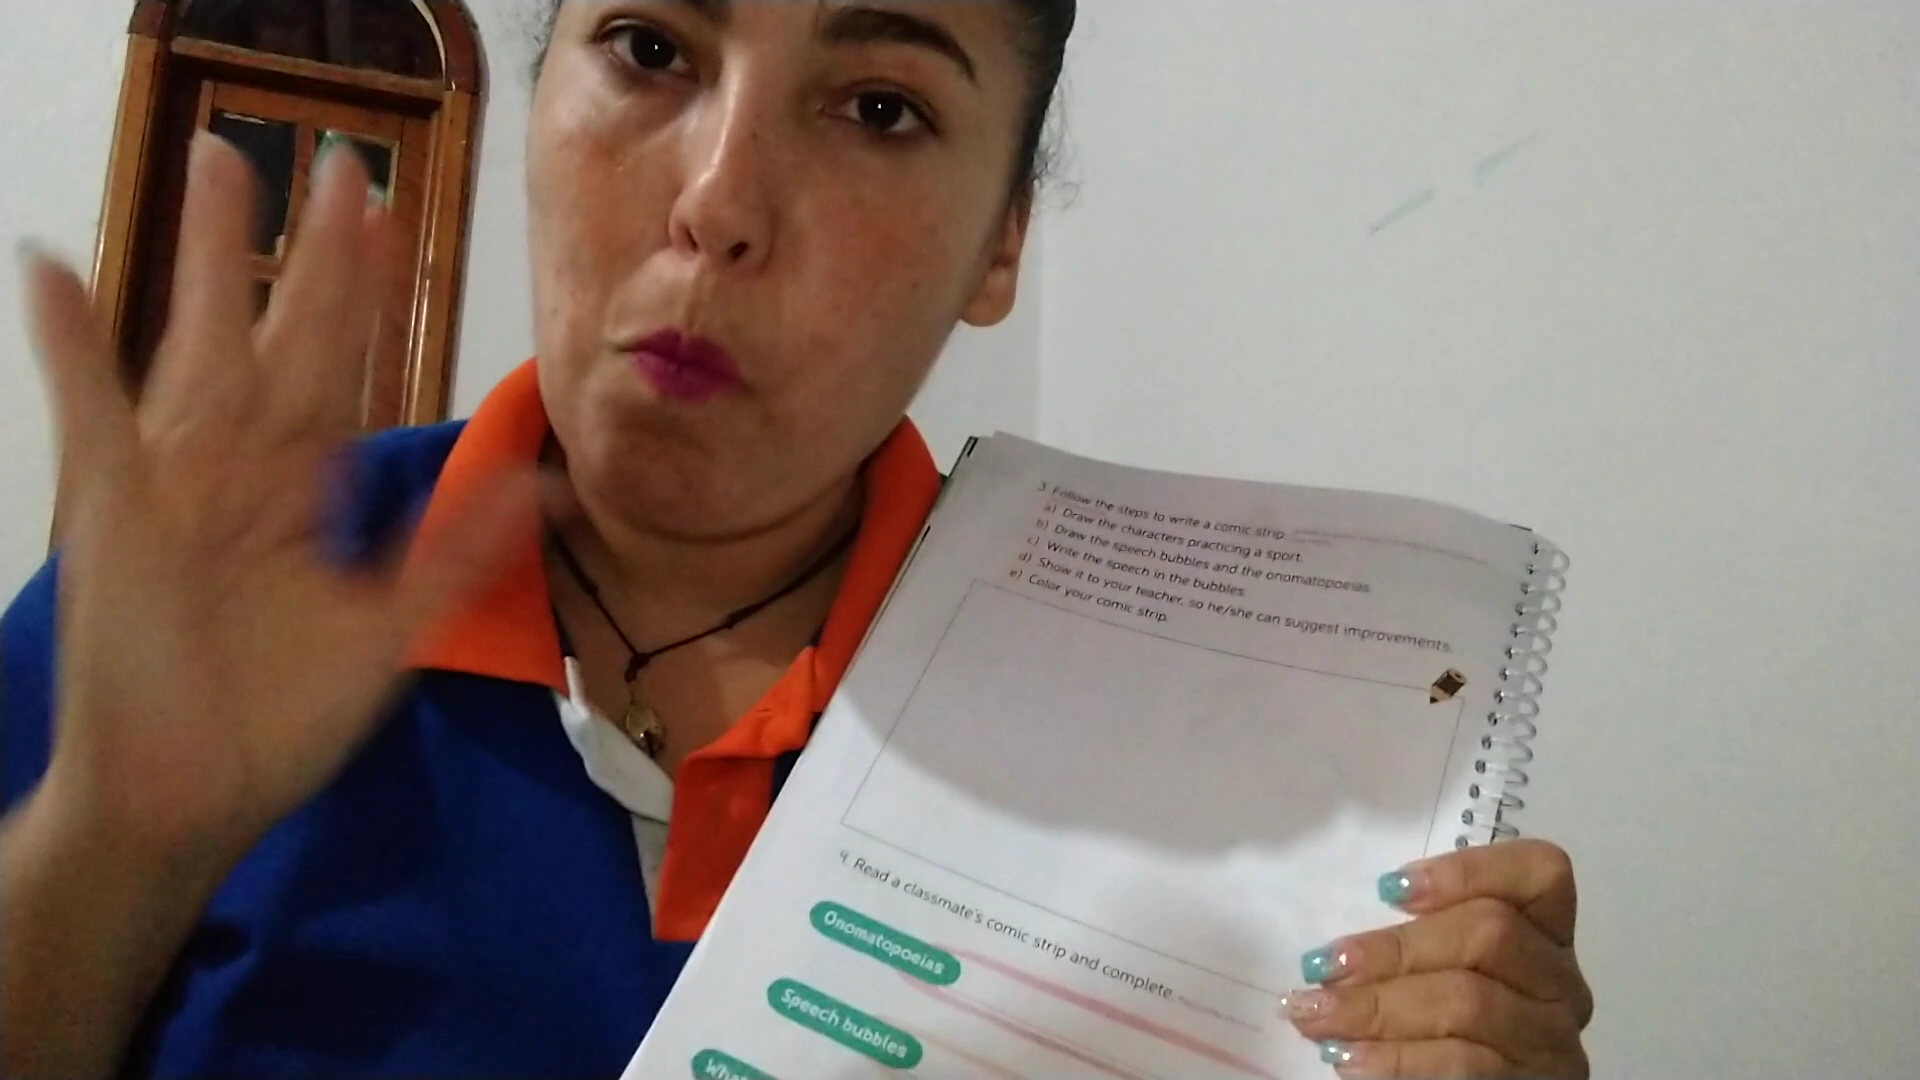 3 Follow the steps to write a comic strip.
a) Draw the characters practicing a sport.
b) Draw the speech bubbles and the onomatopoeias.
c) Write the speech in the bubbles.
d) Show it to your teacher, so he/she can suggest improvements.
e) Color your comic strip.
4 Read a classmate's comic strip and complete.
Onomatopoeias
Speech bubbles